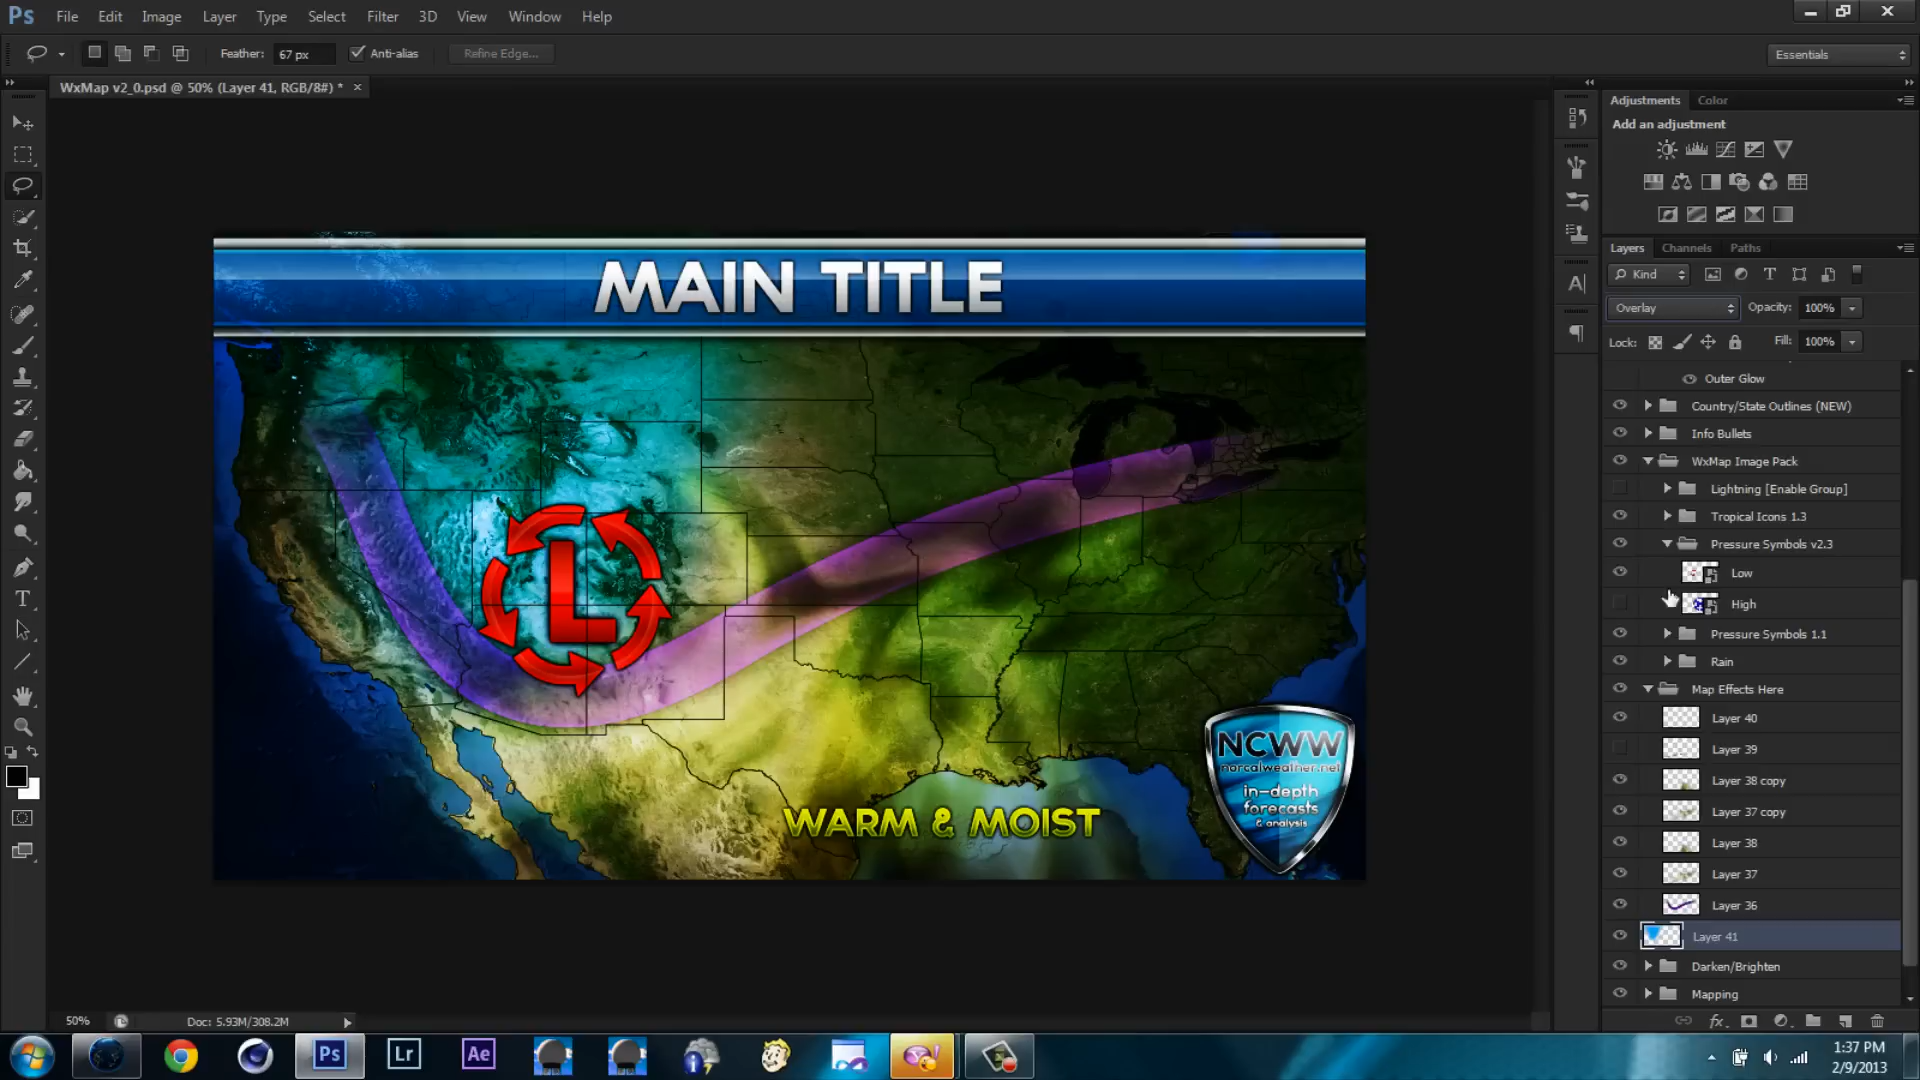 Ps File Edit Image Layer Type Select Filter 3D View Window Help
Feather: 67 px Anti-alias Refine Edge... Essentials
WxMap v2_0.psd @ 50% (Layer 41, RGB/8#) * ×
Adjustments Color
Add an adjustment
Layers Channels Paths
Kind
Overlay Opacity: 100%
Lock: Fill: 100%
Outer Glow
Country/State Outlines (NEW)
Info Bullets
WxMap Image Pack
Lightning [Enable Group]
Tropical Icons 1.3
Pressure Symbols v2.3
Low
High
Pressure Symbols 1.1
Rain
Map Effects Here
Layer 40
Layer 39
Layer 38 copy
Layer 37 copy
Layer 38
Layer 37
Layer 36
Layer 41
Darken/Brighten
Mapping
MAIN TITLE
L
WARM & MOIST
NCWW
norcalweather.net
in-depth
forecasts
& analysis
50% Doc: 5.93M/308.2M
Ps Lr Ae
1:37 PM
2/9/2013